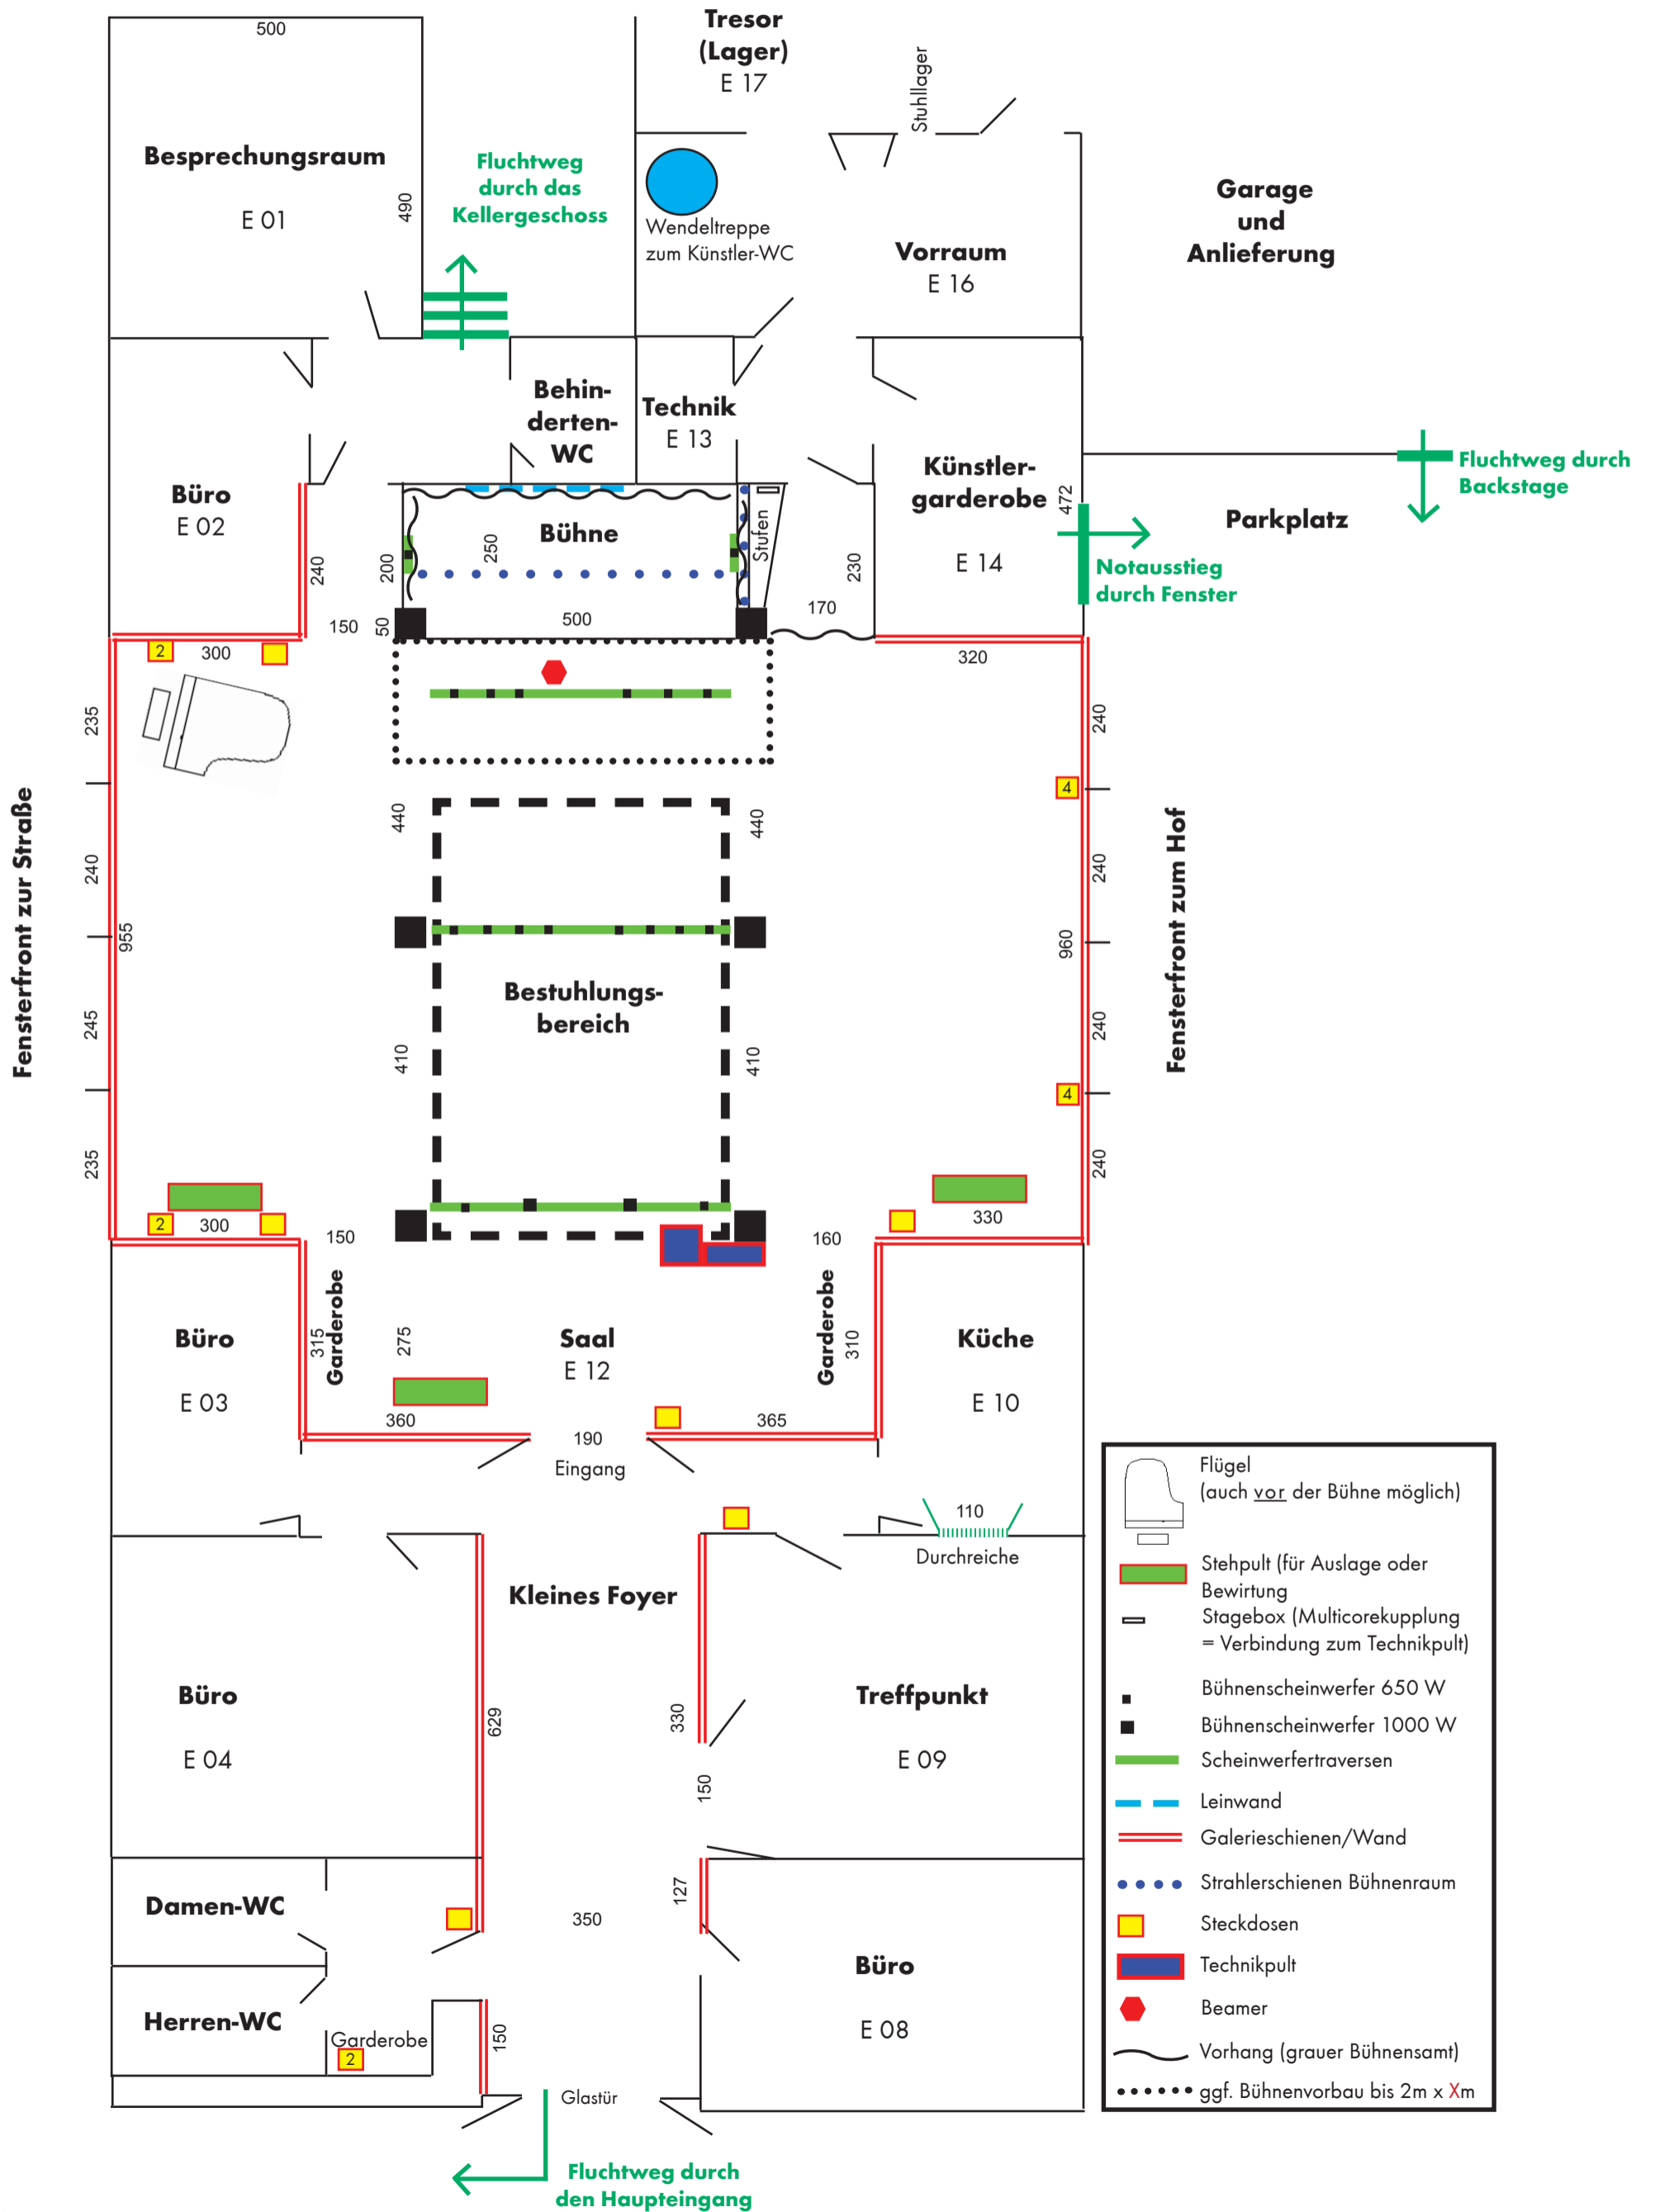 500
Besprechungsraum
E 01
490
Fluchtweg
durch das
Kellergeschoss
Tresor
(Lager)
E 17
Stuhllager
Wendeltreppe
zum Künstler-WC
Vorraum
E 16
Garage
und
Anlieferung
Büro
E 02
240
Behin-
derten-
WC
Technik
E 13
Künstler-
garderobe
E 14
472
Fluchtweg durch
Backstage
Parkplatz
Notausstieg
durch Fenster
Bühne
250
200
50
500
Stufen
230
170
150
2
300
320
235
240
245
235
955
Fensterfront zur Straße
440
440
240
4
240
960
240
4
240
Fensterfront zum Hof
Bestuhlungs-
bereich
410
410
2
300
150
160
330
Büro
E 03
315
Garderobe
275
Saal
E 12
Garderobe
310
Küche
E 10
360
190
365
Eingang
110
Durchreiche
Kleines Foyer
Büro
E 04
629
330
150
Treffpunkt
E 09
Damen-WC
350
127
Herren-WC
Garderobe
2
150
Büro
E 08
Glastür
Fluchtweg durch
den Haupteingang
Flügel
(auch vor der Bühne möglich)
Stehpult (für Auslage oder
Bewirtung
Stagebox (Multicorekupplung
= Verbindung zum Technikpult)
Bühnenscheinwerfer 650 W
Bühnenscheinwerfer 1000 W
Scheinwerfertraversen
Leinwand
Galerieschienen/Wand
Strahlerschienen Bühnenraum
Steckdosen
Technikpult
Beamer
Vorhang (grauer Bühnensamt)
ggf. Bühnenvorbau bis 2m x Xm